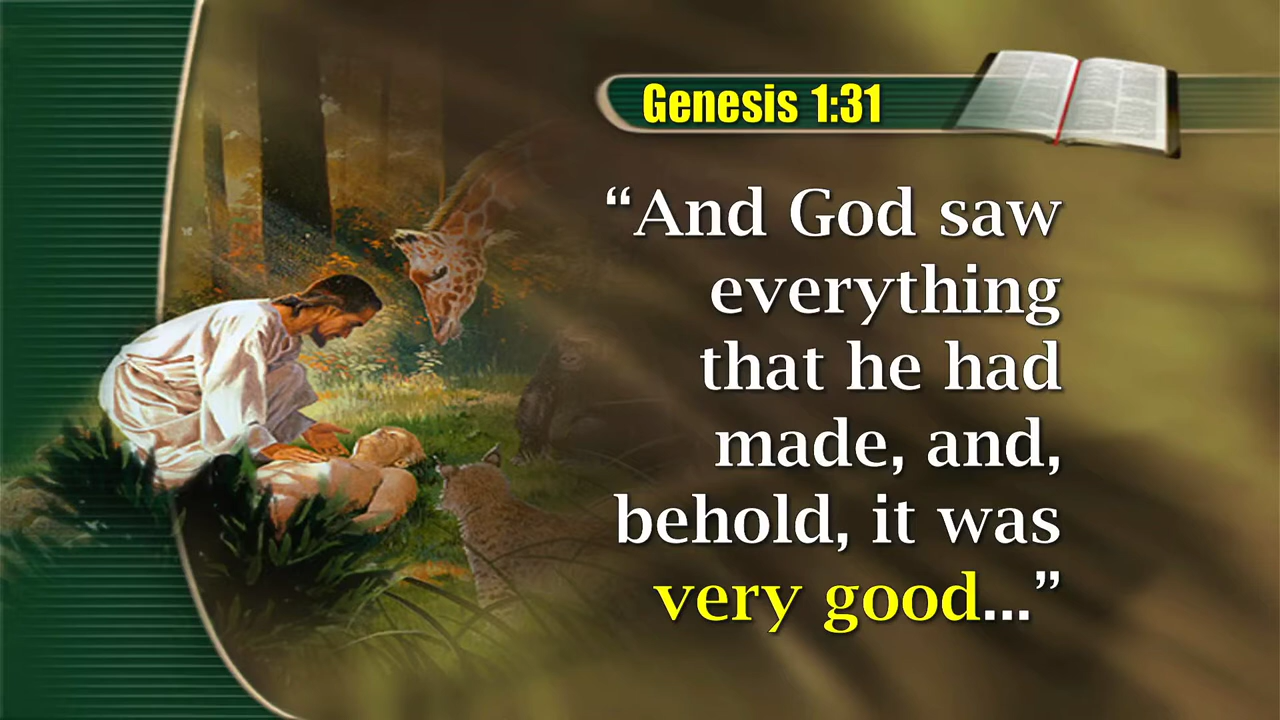 Genesis 1:31
“And God saw
everything
that he had
made, and,
behold, it was
very good...”